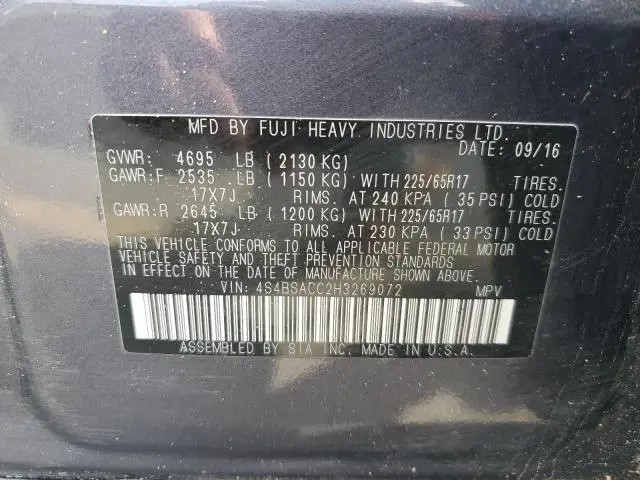 MFD BY FUJI HEAVY INDUSTRIES LTD.
DATE: 09/16
GVWR: 4695 LB (2130 KG)
GAWR:F 2535 LB (1150 KG) WITH 225/65R17 TIRES.
17X7J RIMS. AT 240 KPA (35 PSI) COLD
GAWR:R 2645 LB (1200 KG) WITH 225/65R17 TIRES.
17X7J RIMS. AT 230 KPA (33 PSI) COLD
THIS VEHICLE CONFORMS TO ALL APPLICABLE FEDERAL MOTOR
VEHICLE SAFETY AND THEFT PREVENTION STANDARDS
IN EFFECT ON THE DATE OF MANUFACTURE SHOWN ABOVE.
VIN: 4S4BSACC2H3269072 MPV
ASSEMBLED BY SIA INC. MADE IN U.S.A.